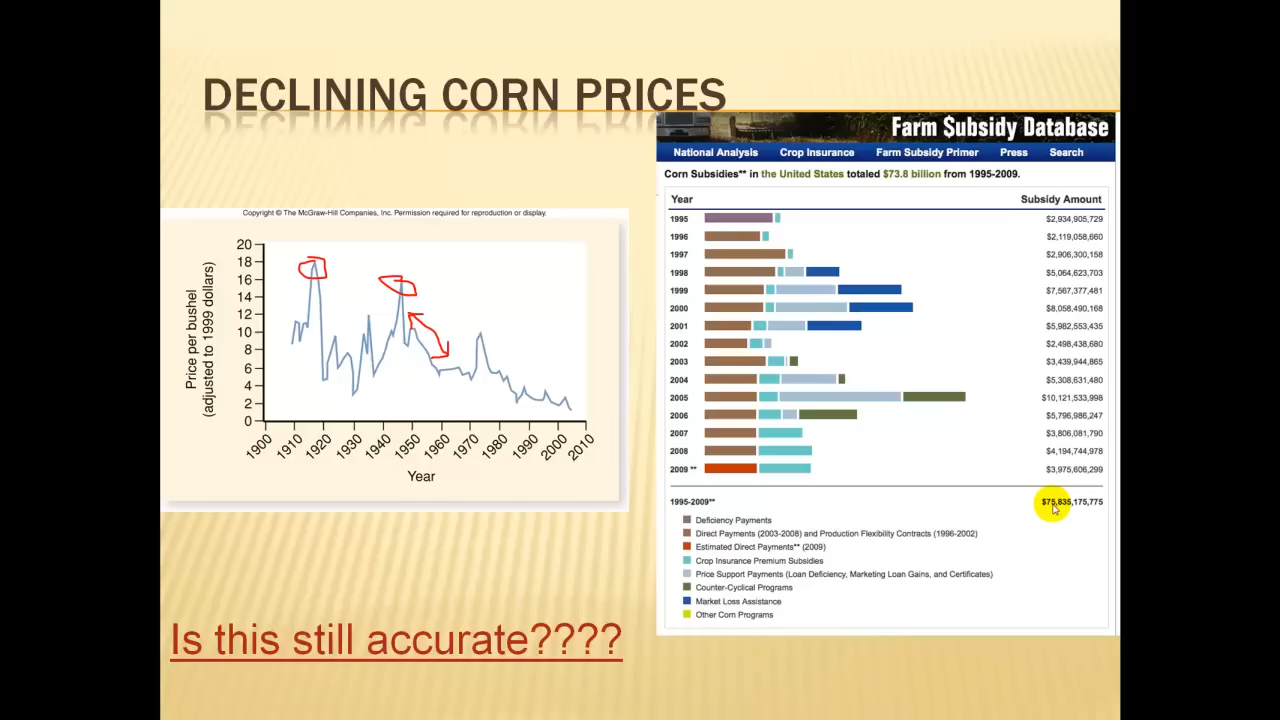 DECLINING CORN PRICES
Copyright © The McGraw-Hill Companies, Inc. Permission required for reproduction or display.
Price per bushel
(adjusted to 1999 dollars)
20
18
16
14
12
10
8
6
4
2
0
1900 1910 1920 1930 1940 1950 1960 1970 1980 1990 2000 2010
Year
Farm $ubsidy Database
National Analysis Crop Insurance Farm Subsidy Primer Press Search
Corn Subsidies** in the United States totaled $73.8 billion from 1995-2009.
Year Subsidy Amount
1995 $2,934,905,729
1996 $2,119,058,660
1997 $2,906,300,158
1998 $5,064,623,703
1999 $7,567,377,481
2000 $8,058,490,168
2001 $5,982,553,435
2002 $2,498,438,680
2003 $3,439,944,865
2004 $5,308,631,480
2005 $10,121,533,998
2006 $5,796,986,247
2007 $3,806,081,790
2008 $4,194,744,978
2009 ** $3,975,606,299
1995-2009** $75,835,175,775
Deficiency Payments
Direct Payments (2003-2008) and Production Flexibility Contracts (1996-2002)
Estimated Direct Payments** (2009)
Crop Insurance Premium Subsidies
Price Support Payments (Loan Deficiency, Marketing Loan Gains, and Certificates)
Counter-Cyclical Programs
Market Loss Assistance
Other Corn Programs
Is this still accurate????